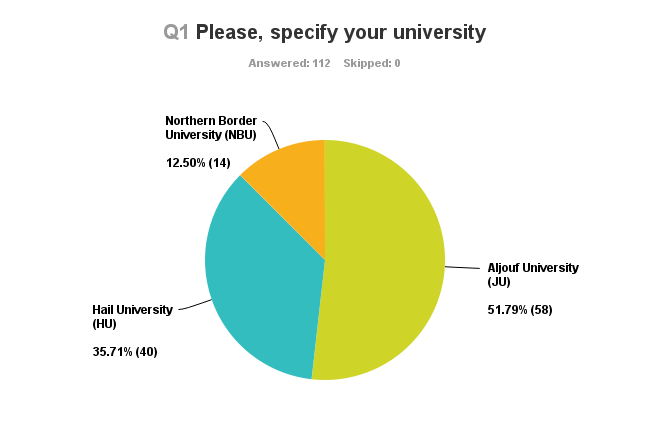 Q1 Please, specify your university
Answered: 112 Skipped: 0
Northern Border
University (NBU)
12.50% (14)
Aljouf University
(JU)
51.79% (58)
Hail University
(HU)
35.71% (40)